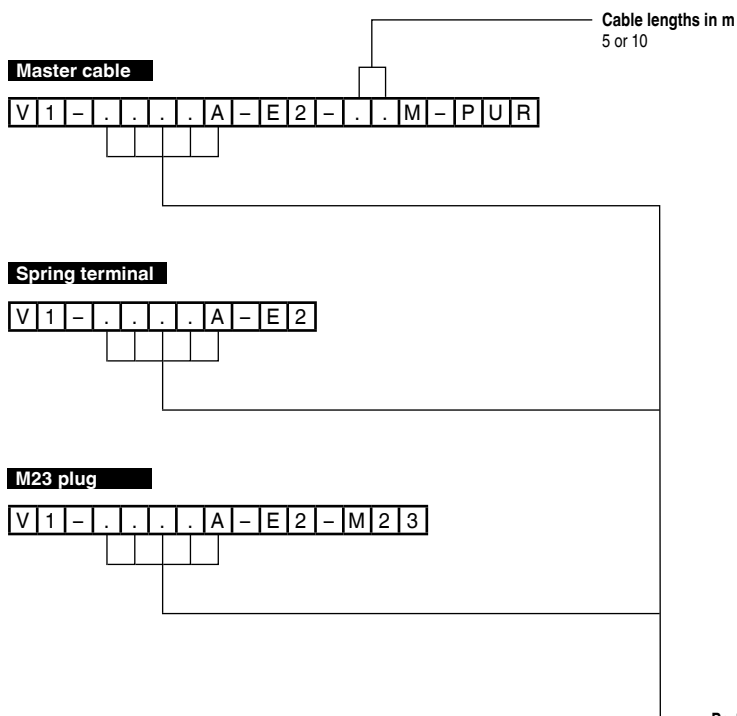 Cable lengths in m
5 or 10
Master cable
V1–....A–E2–..M–PUR
Spring terminal
V1–....A–E2
M23 plug
V1–....A–E2–M23